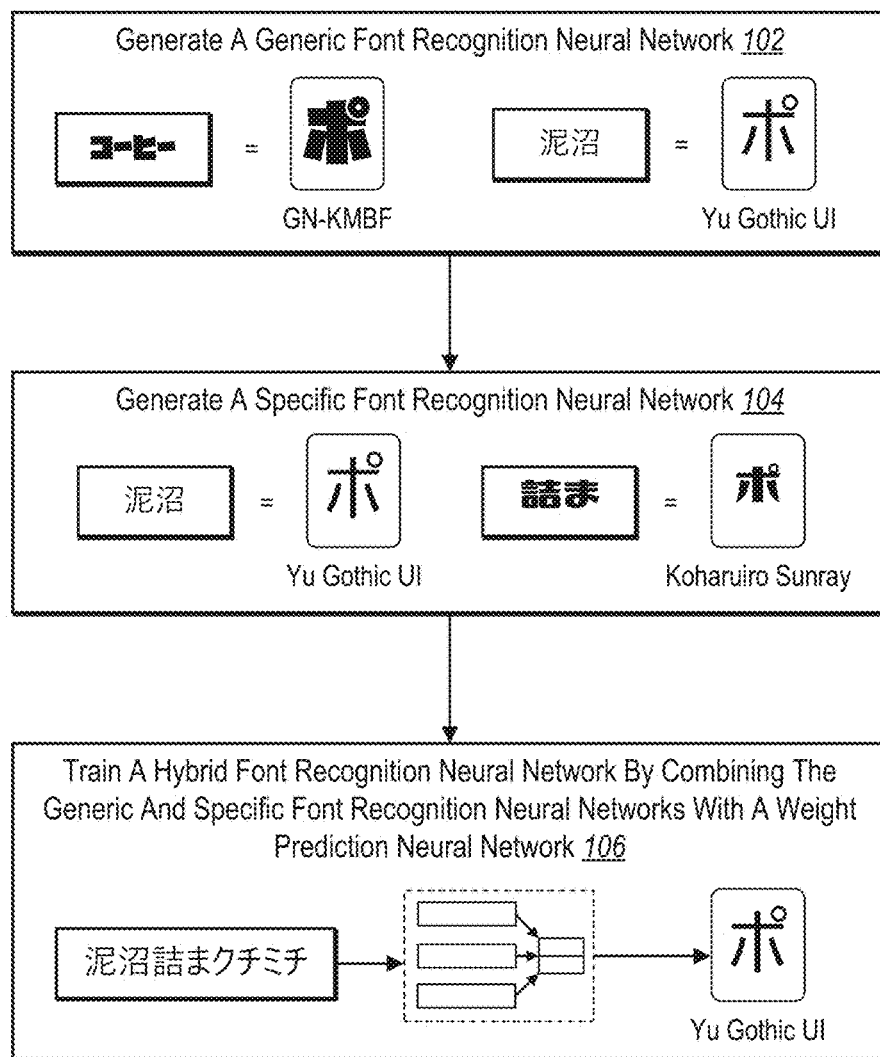 Generate A Generic Font Recognition Neural Network 102
コーヒー = ポ 泥沼 = ポ
GN-KMBF Yu Gothic UI
Generate A Specific Font Recognition Neural Network 104
泥沼 = ポ 詰ま = ポ
Yu Gothic UI Koharuiro Sunray
Train A Hybrid Font Recognition Neural Network By Combining The
Generic And Specific Font Recognition Neural Networks With A Weight
Prediction Neural Network 106
泥沼詰まクチミチ ポ
Yu Gothic UI